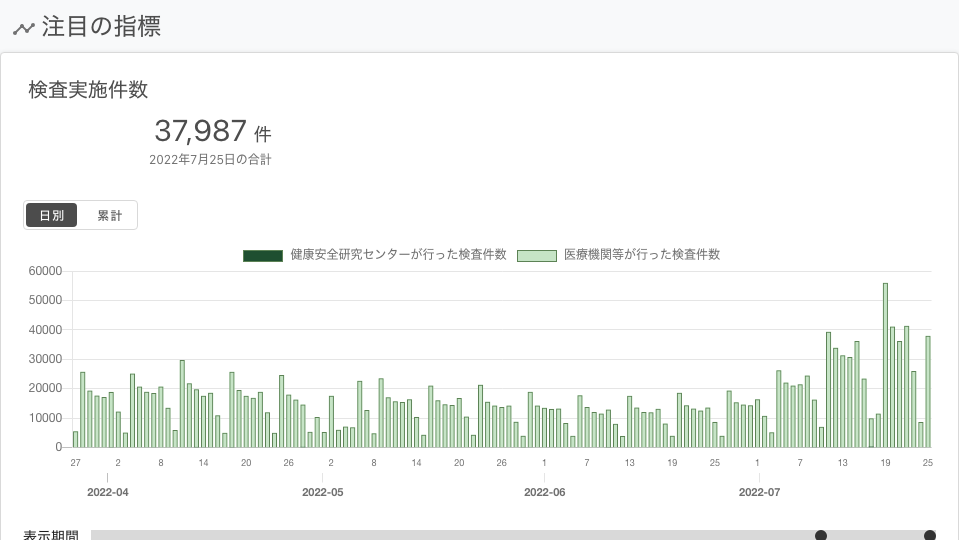 注目の指標
検査実施件数
37,987 件
2022年7月25日の合計
日別 累計
健康安全研究センターが行った検査件数 医療機関等が行った検査件数
60000
50000
40000
30000
20000
10000
0
27 2 8 14 20 26 2 8 14 20 26 1 7 13 19 25 1 7 13 19 25
2022-04 2022-05 2022-06 2022-07
表示期間